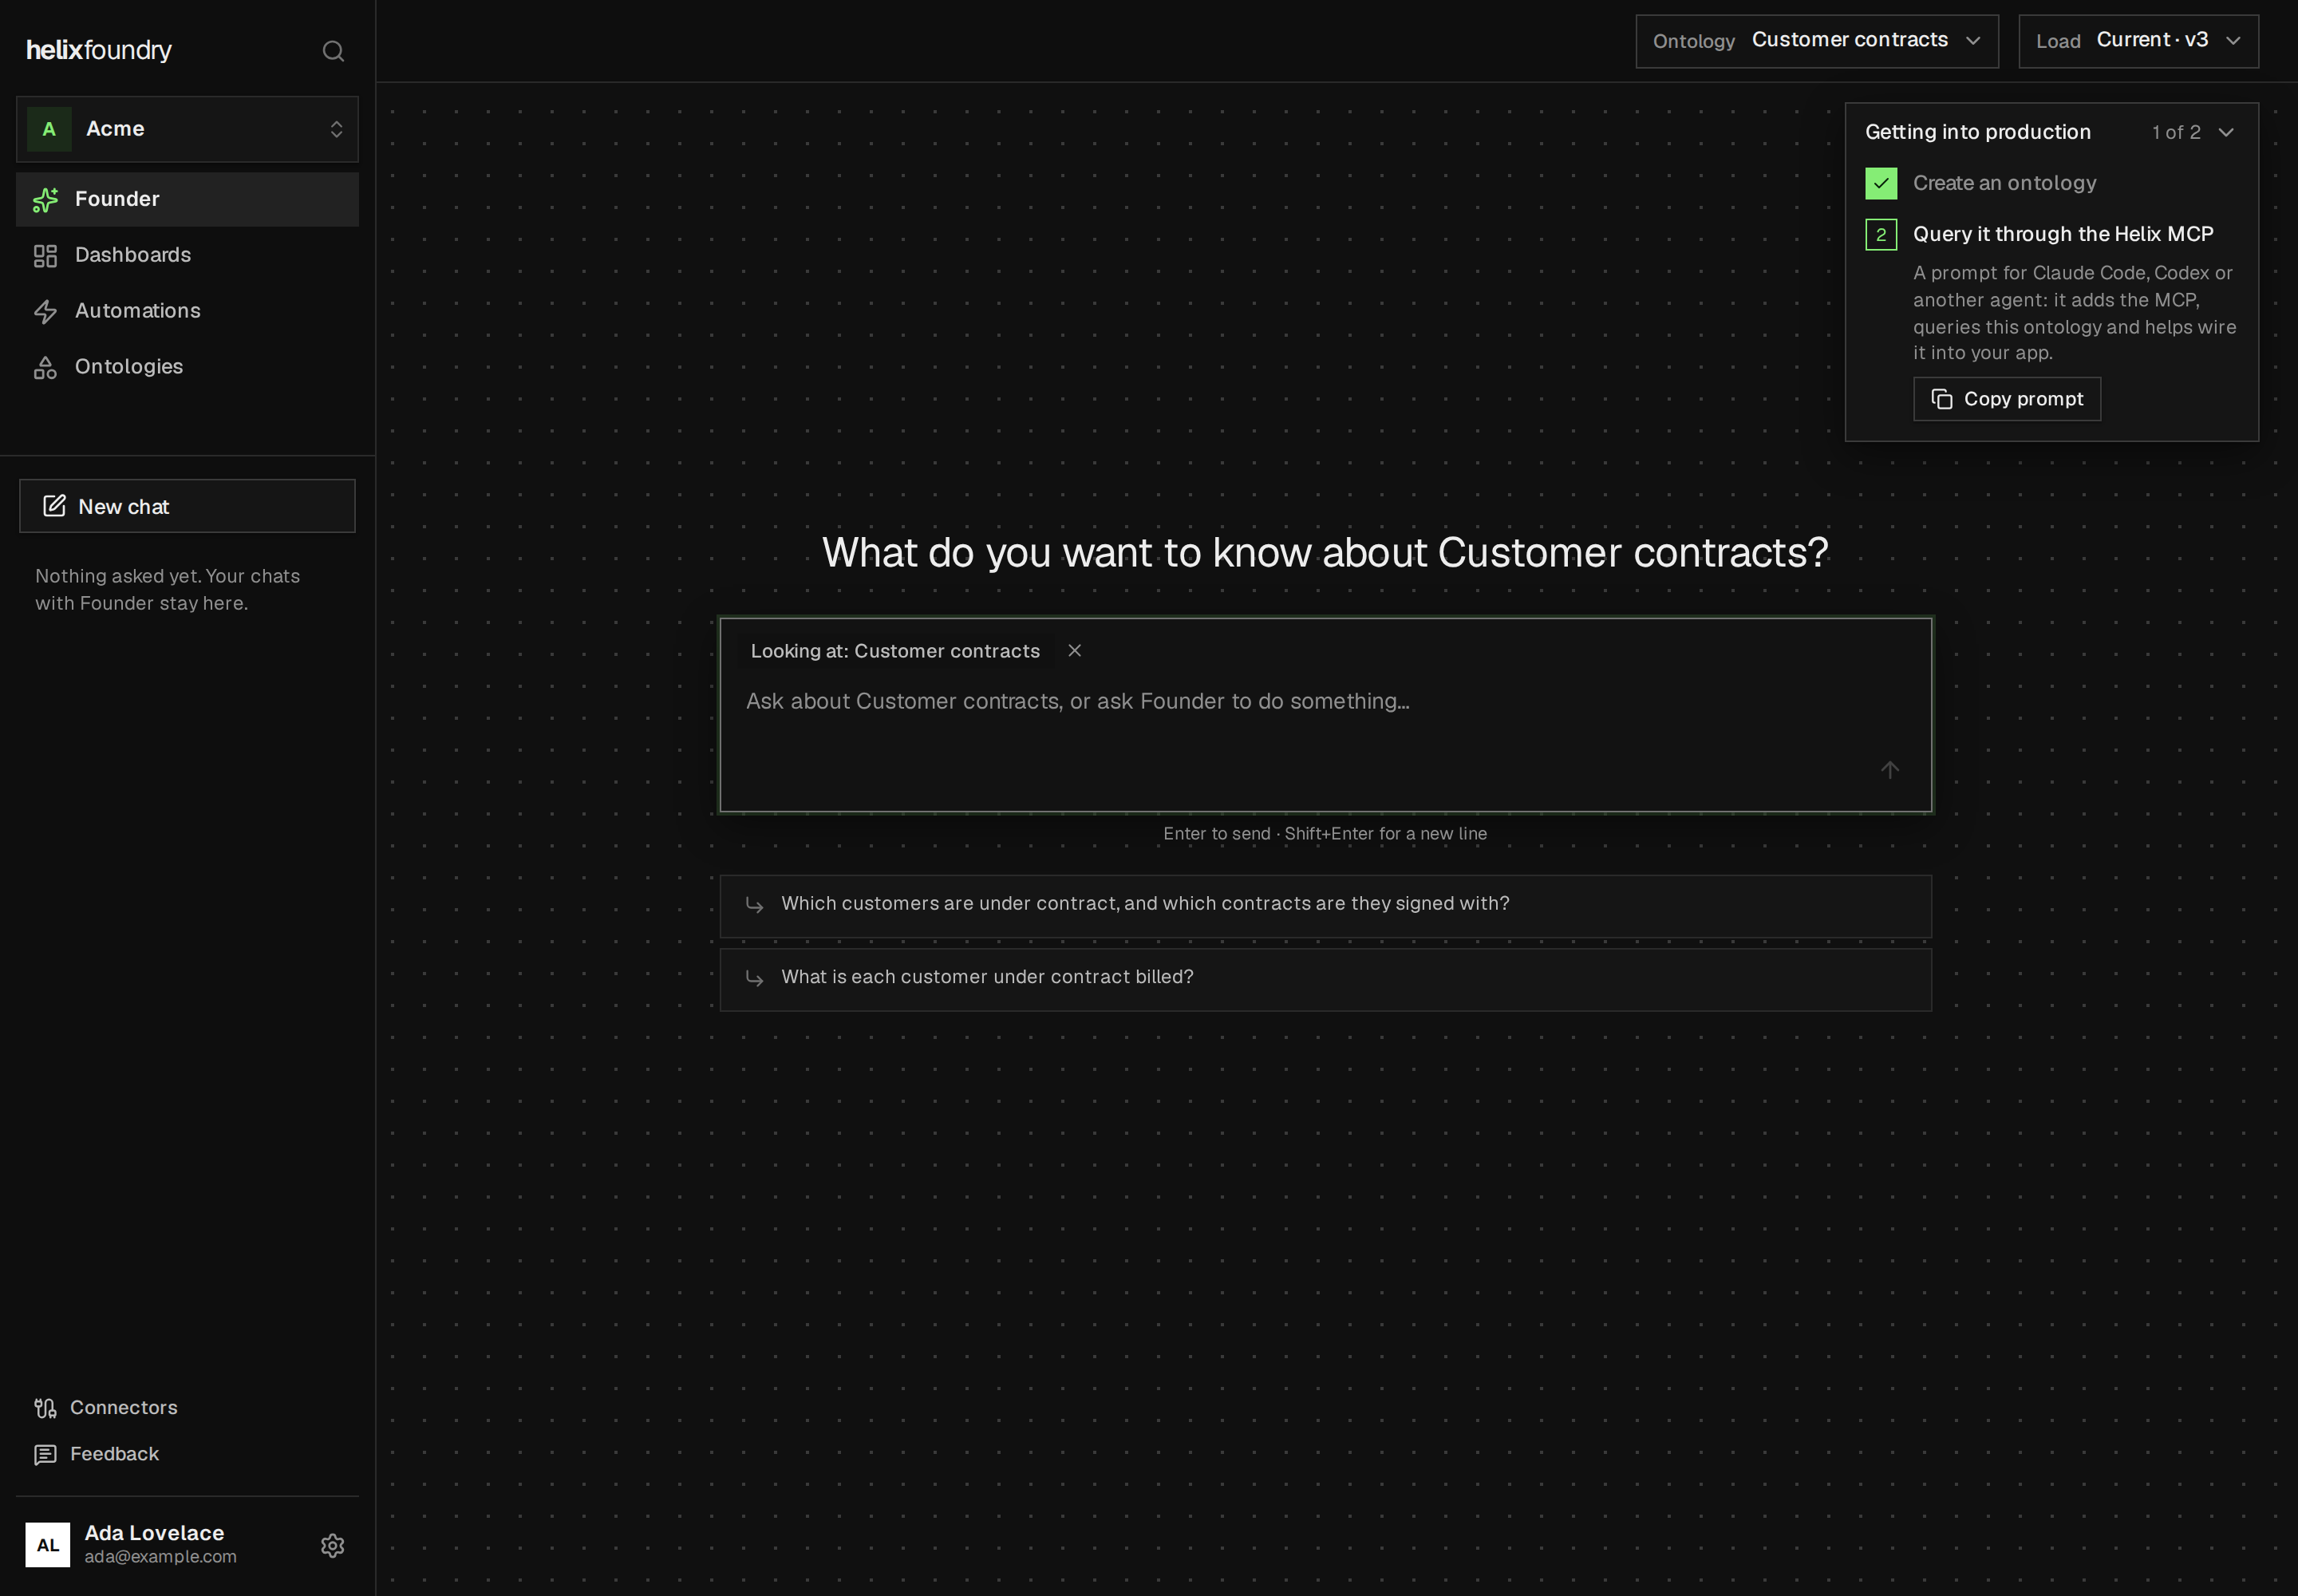 helixfoundry
A
Acme
Founder
Dashboards
Automations
Ontologies
New chat
Nothing asked yet. Your chats
with Founder stay here.
Connectors
Feedback
AL
Ada Lovelace
ada@example.com
Ontology Customer contracts
Load Current · v3
Getting into production 1 of 2
Create an ontology
2 Query it through the Helix MCP
A prompt for Claude Code, Codex or
another agent: it adds the MCP,
queries this ontology and helps wire
it into your app.
Copy prompt
What do you want to know about Customer contracts?
Looking at: Customer contracts
Ask about Customer contracts, or ask Founder to do something...
Enter to send · Shift+Enter for a new line
Which customers are under contract, and which contracts are they signed with?
What is each customer under contract billed?